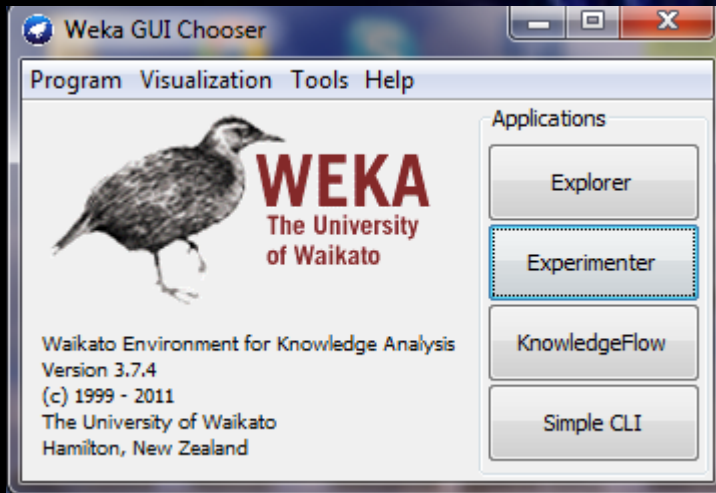 Weka GUI Chooser
Program Visualization Tools Help
WEKA
The University
of Waikato
Waikato Environment for Knowledge Analysis
Version 3.7.4
(c) 1999 - 2011
The University of Waikato
Hamilton, New Zealand
Applications
Explorer
Experimenter
KnowledgeFlow
Simple CLI